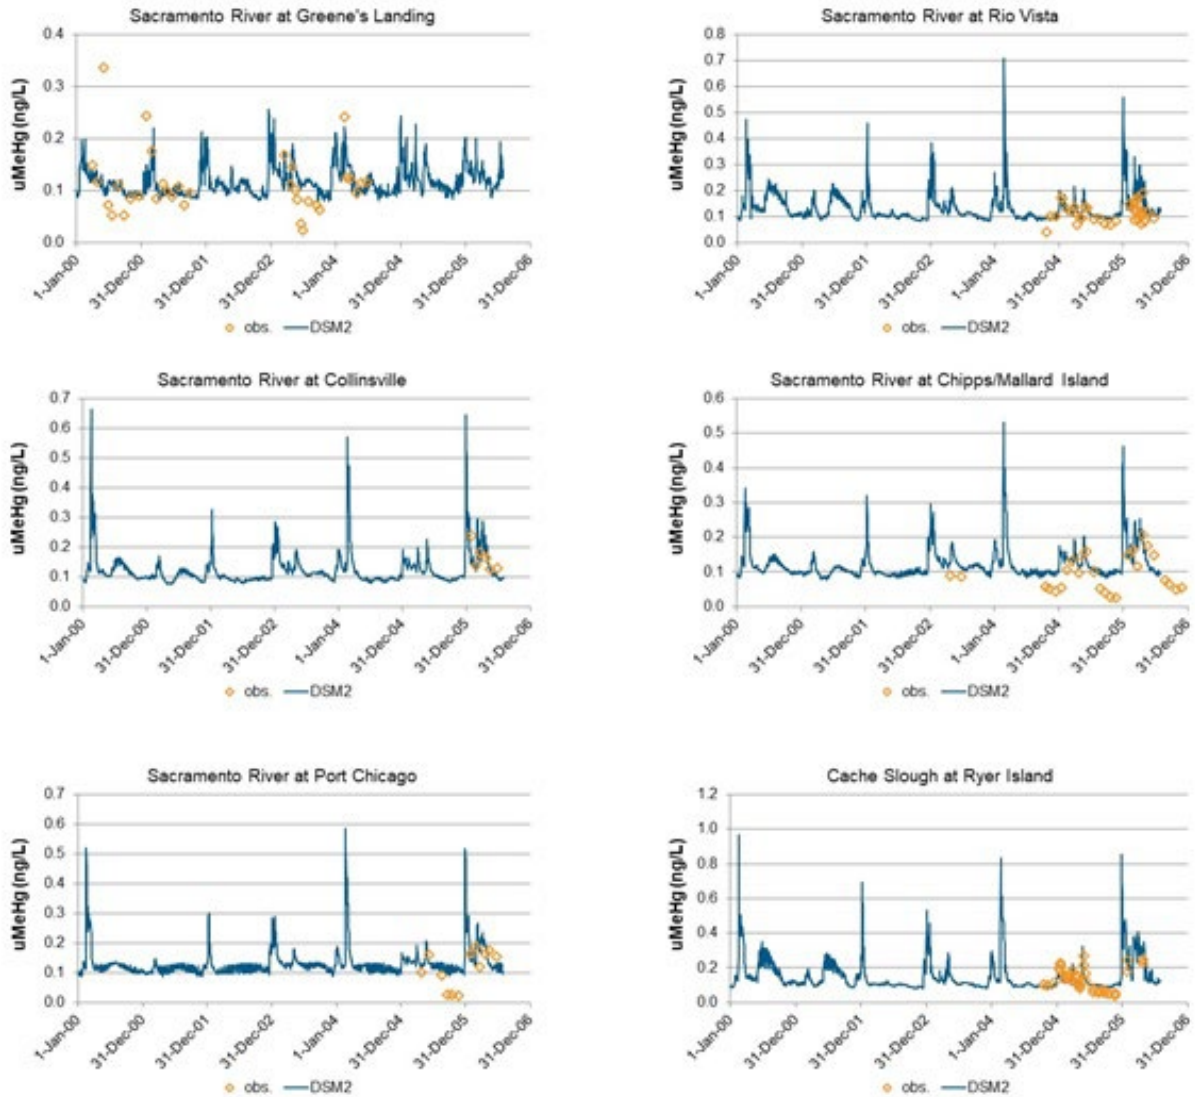 Sacramento River at Greene's Landing
uMeHg (ng/L)
0.4
0.3
0.2
0.1
0.0
1-Jan-00
31-Dec-00
31-Dec-01
31-Dec-02
1-Jan-04
31-Dec-04
31-Dec-05
31-Dec-06
obs. DSM2
Sacramento River at Rio Vista
uMeHg (ng/L)
0.8
0.7
0.6
0.5
0.4
0.3
0.2
0.1
0.0
1-Jan-00
31-Dec-00
31-Dec-01
31-Dec-02
1-Jan-04
31-Dec-04
31-Dec-05
31-Dec-06
obs. DSM2
Sacramento River at Collinsville
uMeHg (ng/L)
0.7
0.6
0.5
0.4
0.3
0.2
0.1
0.0
1-Jan-00
31-Dec-00
31-Dec-01
31-Dec-02
1-Jan-04
31-Dec-04
31-Dec-05
31-Dec-06
obs. DSM2
Sacramento River at Chipps/Mallard Island
uMeHg (ng/L)
0.6
0.5
0.4
0.3
0.2
0.1
0.0
1-Jan-00
31-Dec-00
31-Dec-01
31-Dec-02
1-Jan-04
31-Dec-04
31-Dec-05
31-Dec-06
obs. DSM2
Sacramento River at Port Chicago
uMeHg (ng/L)
0.7
0.6
0.5
0.4
0.3
0.2
0.1
0.0
1-Jan-00
31-Dec-00
31-Dec-01
31-Dec-02
1-Jan-04
31-Dec-04
31-Dec-05
31-Dec-06
obs. DSM2
Cache Slough at Ryer Island
uMeHg (ng/L)
1.2
1.0
0.8
0.6
0.4
0.2
0.0
1-Jan-00
31-Dec-00
31-Dec-01
31-Dec-02
1-Jan-04
31-Dec-04
31-Dec-05
31-Dec-06
obs. DSM2